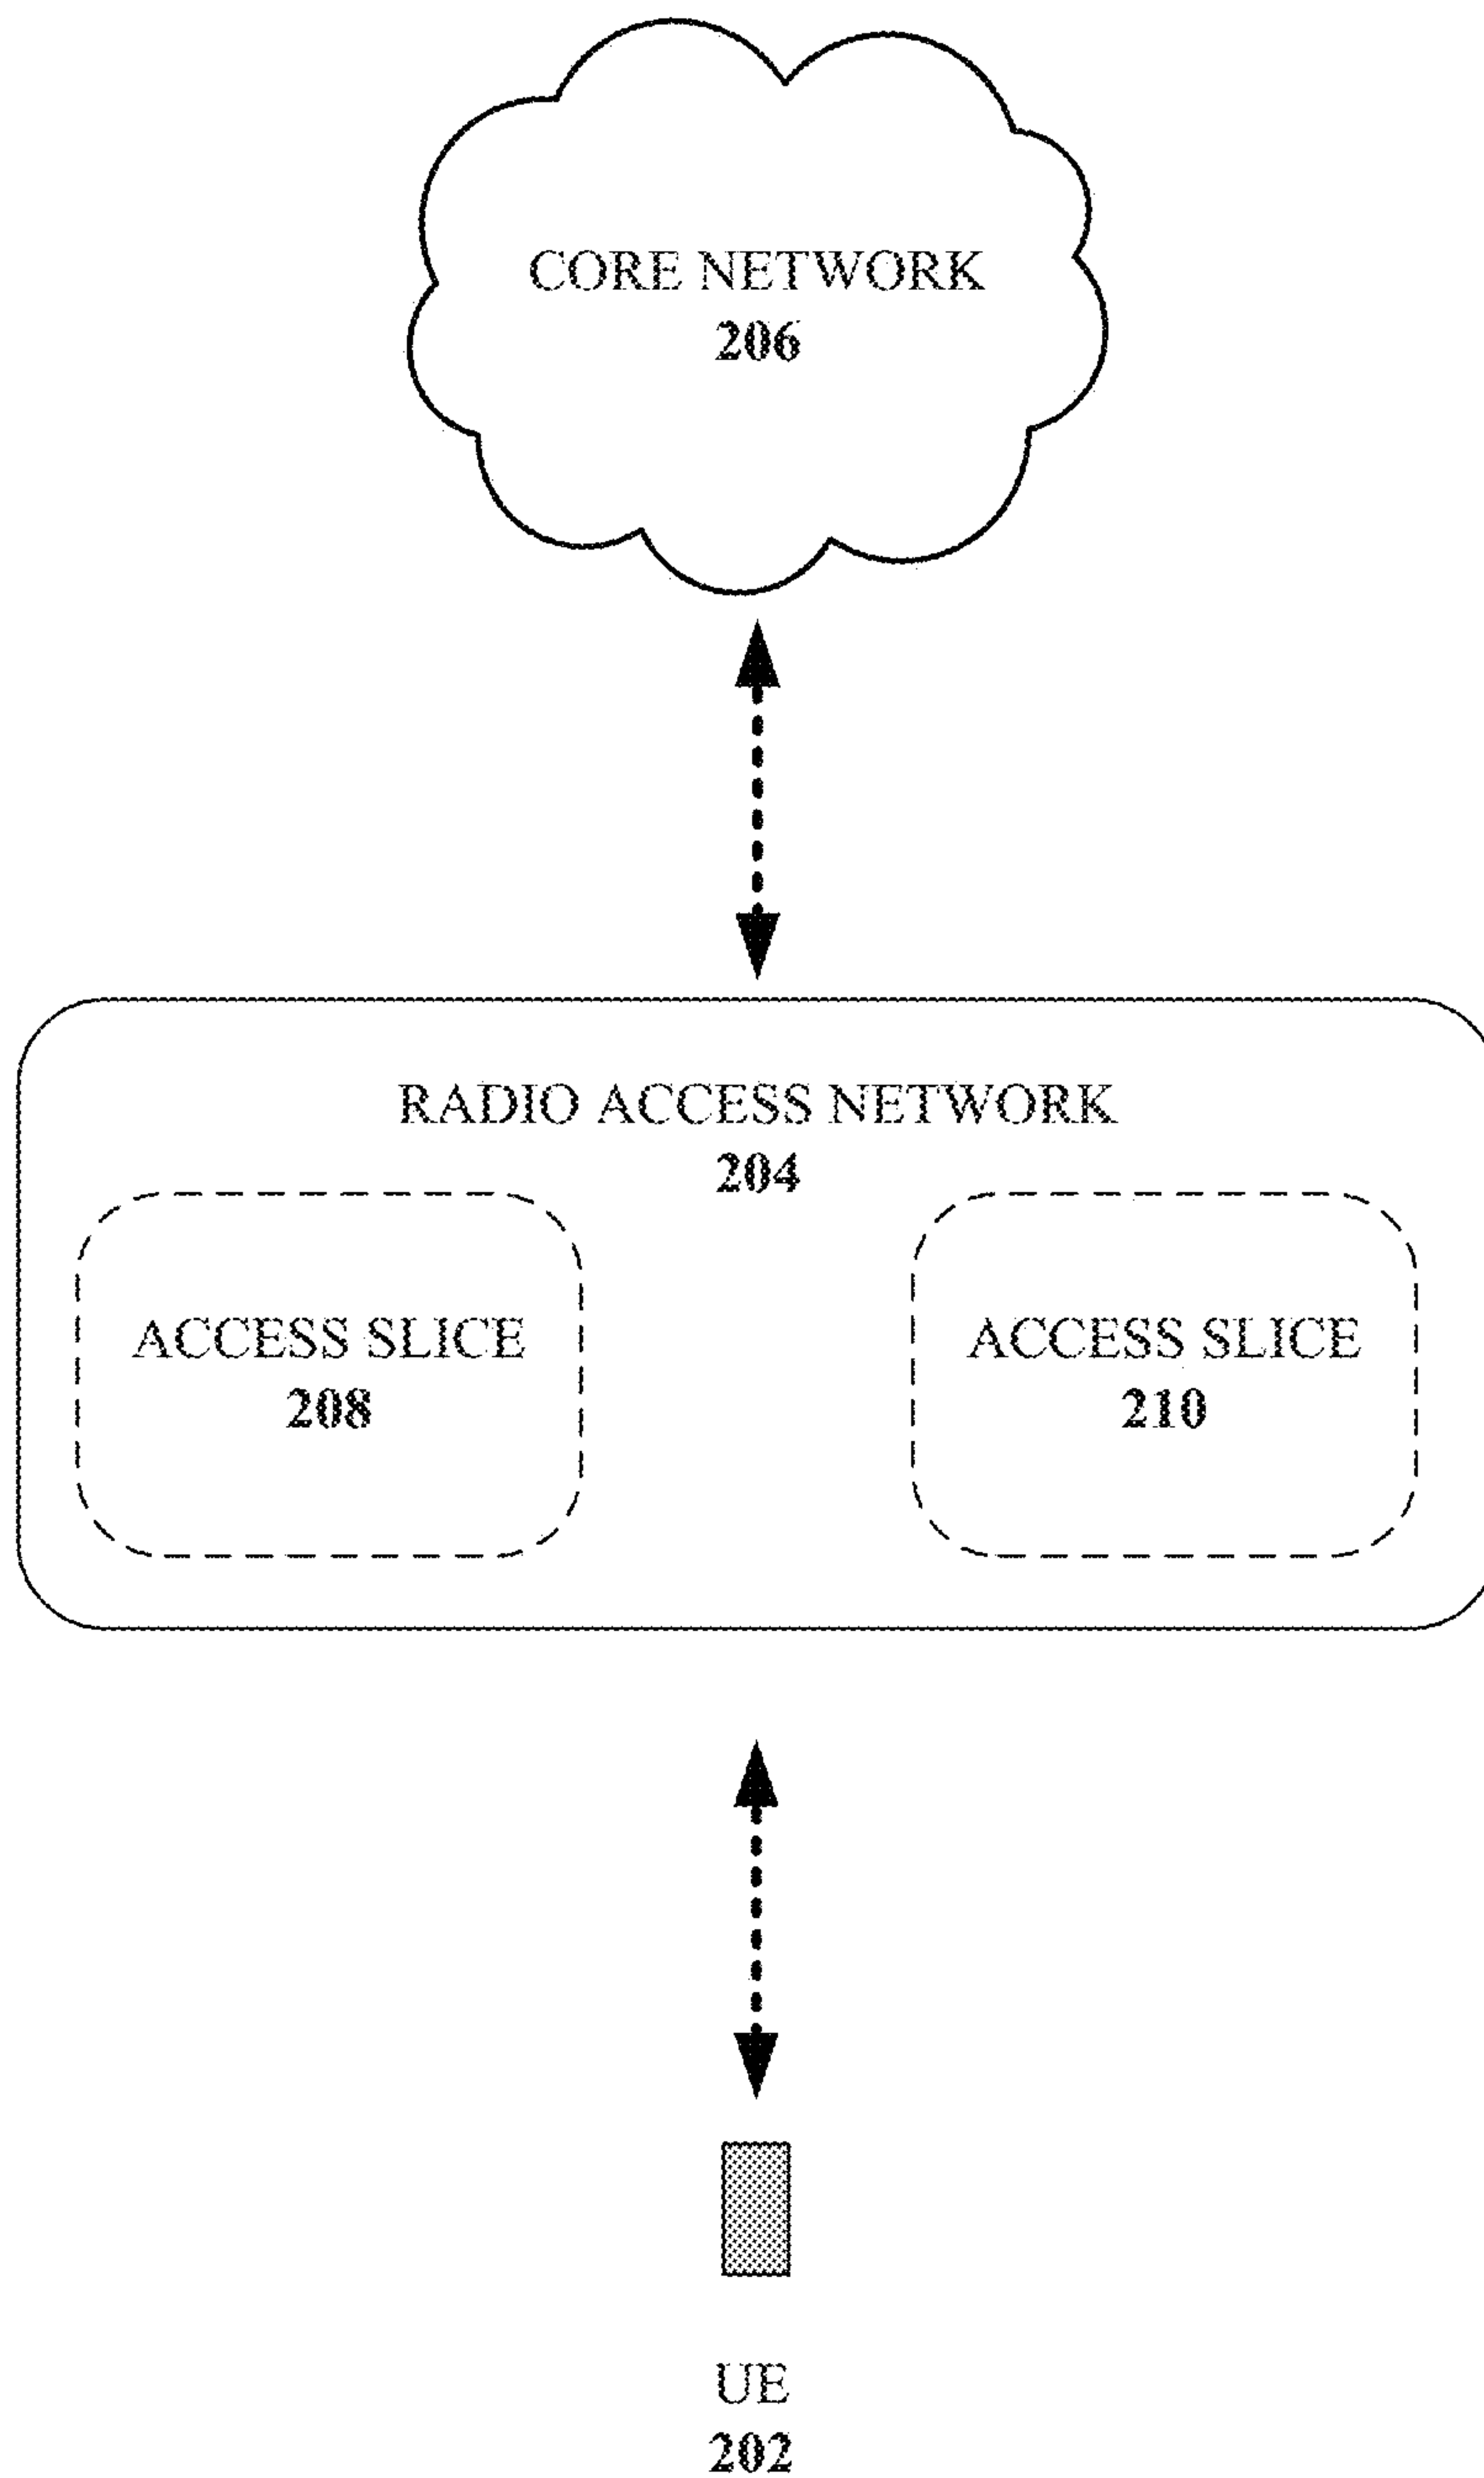 CORE NETWORK
206
RADIO ACCESS NETWORK
204
ACCESS SLICE
208
ACCESS SLICE
210
UE
202